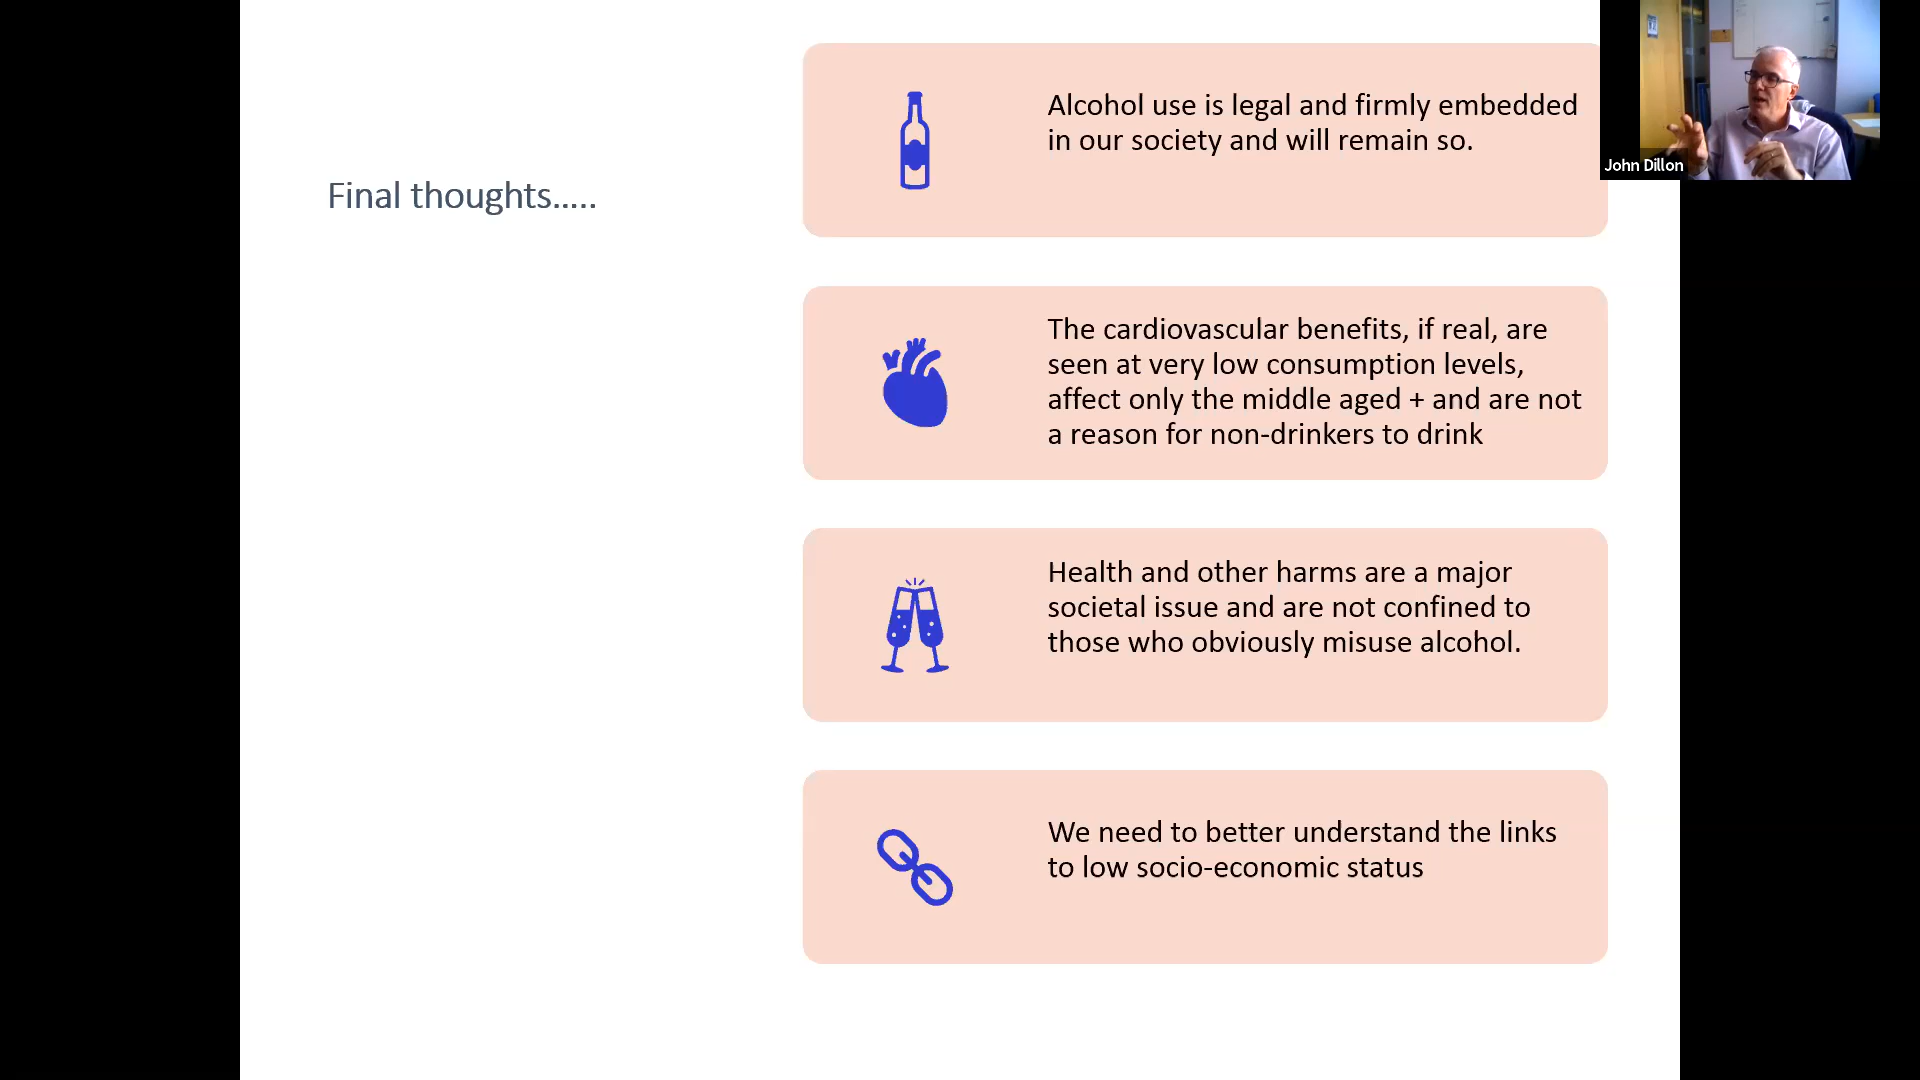 Final thoughts.....
Alcohol use is legal and firmly embedded
in our society and will remain so.
The cardiovascular benefits, if real, are
seen at very low consumption levels,
affect only the middle aged + and are not
a reason for non-drinkers to drink
Health and other harms are a major
societal issue and are not confined to
those who obviously misuse alcohol.
We need to better understand the links
to low socio-economic status
John Dillon